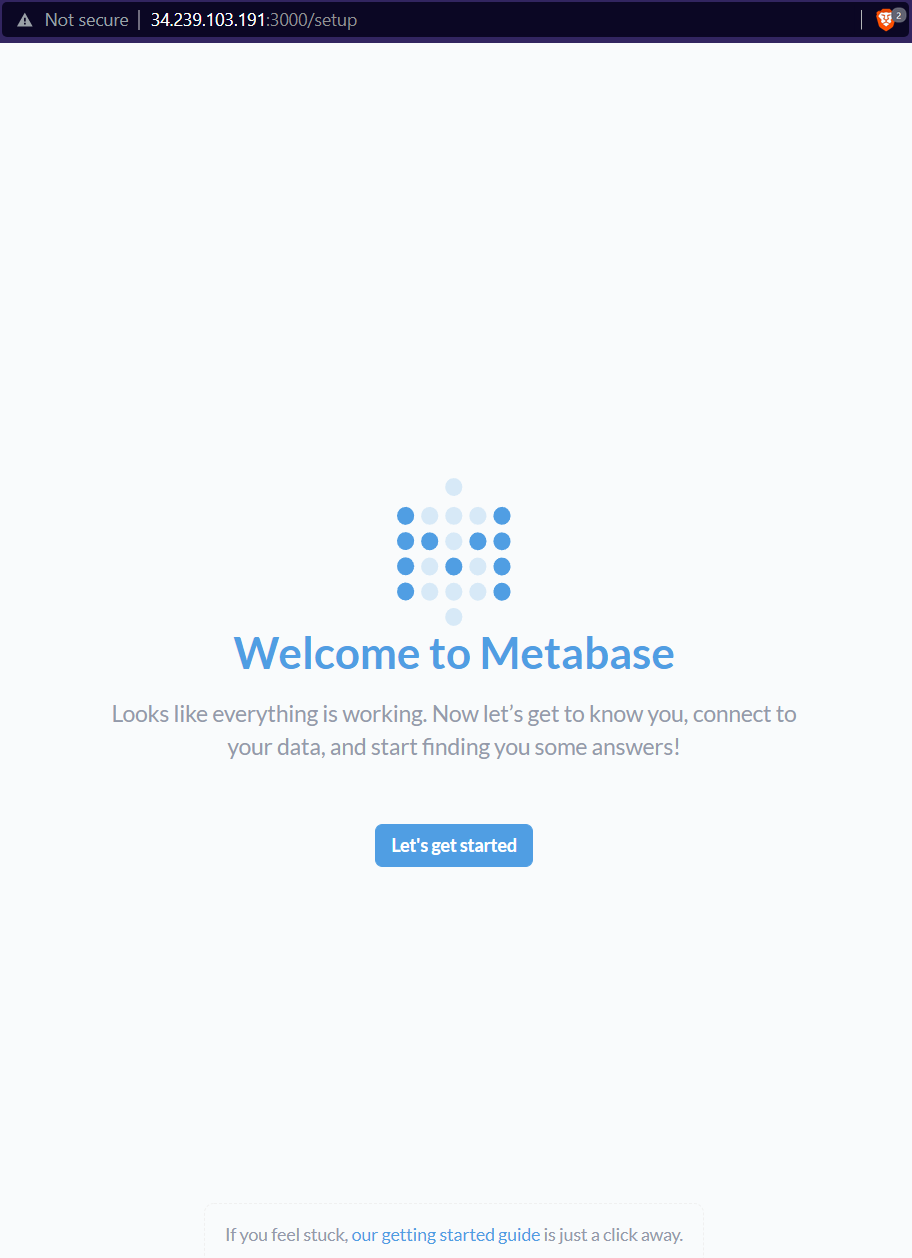 Not secure 34.239.103.191:3000/setup 2
Welcome to Metabase
Looks like everything is working. Now let’s get to know you, connect to
your data, and start finding you some answers!
Let's get started
If you feel stuck, our getting started guide is just a click away.